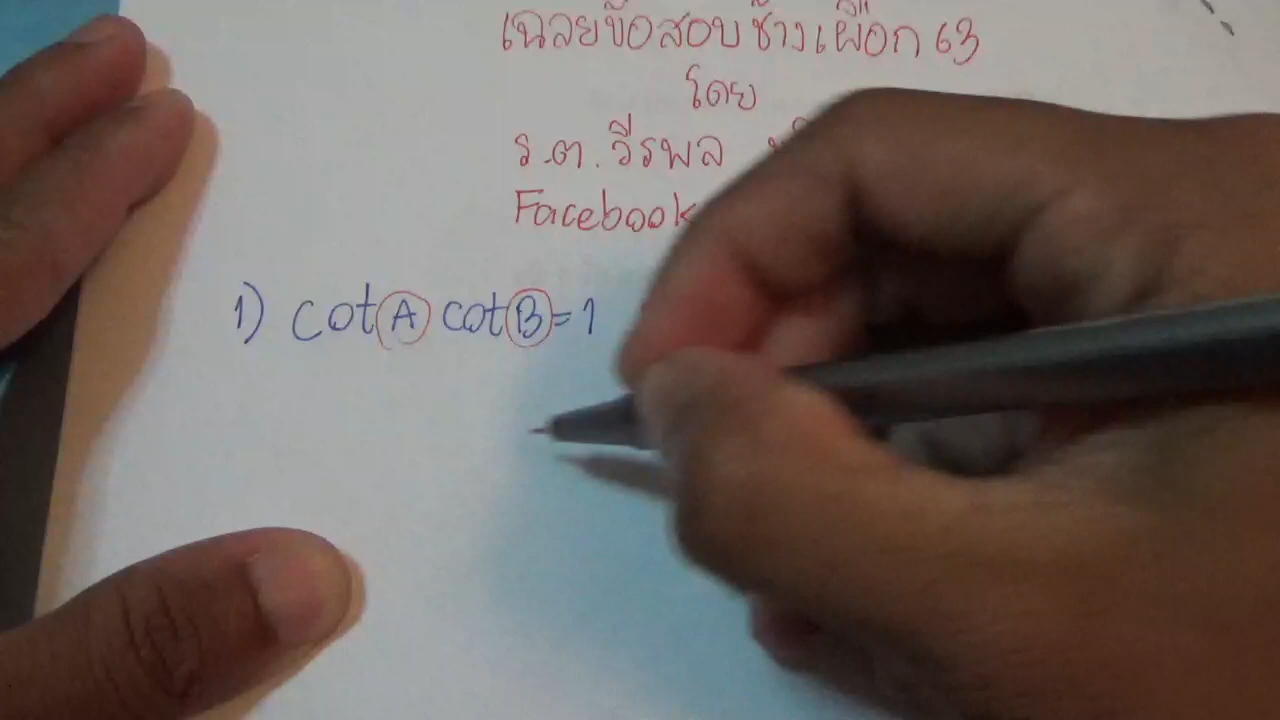 เฉลยข้อสอบช้างเผือก 63
โดย
ร.ต.วีรพล
Facebook
1) cot A cot B = 1